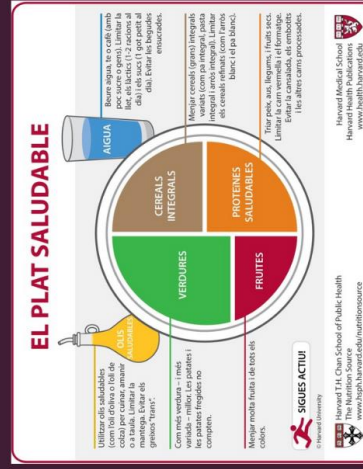 EL PLAT SALUDABLE
OLIS
SALUDABLES
Utilitzar olis saludables
(com l'oli d'oliva o l'oli de
colza) per cuinar, amanir
o a taula. Limitar la
mantega. Evitar els
greixos "trans".
Com més verdura – i més
variada – millor. Les patates i
les patates fregides no
compten.
Menjar molta fruita i de tots els
colors.
VERDURES
FRUITES
CEREALS
INTEGRALS
PROTEÏNES
SALUDABLES
AIGUA
Beure aigua, te o cafè (amb
poc sucre o gens). Limitar la
llet, els làctics (1-2 racions al
dia) i els sucs (1 got petit al
dia). Evitar les begudes
ensucrades.
Menjar cereals (grans) integrals
variats (com pa integral, pasta
integral i arròs integral). Limitar
els cereals refinats (com l'arròs
blanc i el pa blanc).
Triar peix, aus, llegums, i fruits secs.
Limitar la carn vermella i el formatge.
Evitar la cansalada, els embotits
i les altres carns processades.
SIGUES ACTIU!
© Harvard University
Harvard T.H. Chan School of Public Health
The Nutrition Source
www.hsph.harvard.edu/nutritionsource
Harvard Medical School
Harvard Health Publications
www.health.harvard.edu